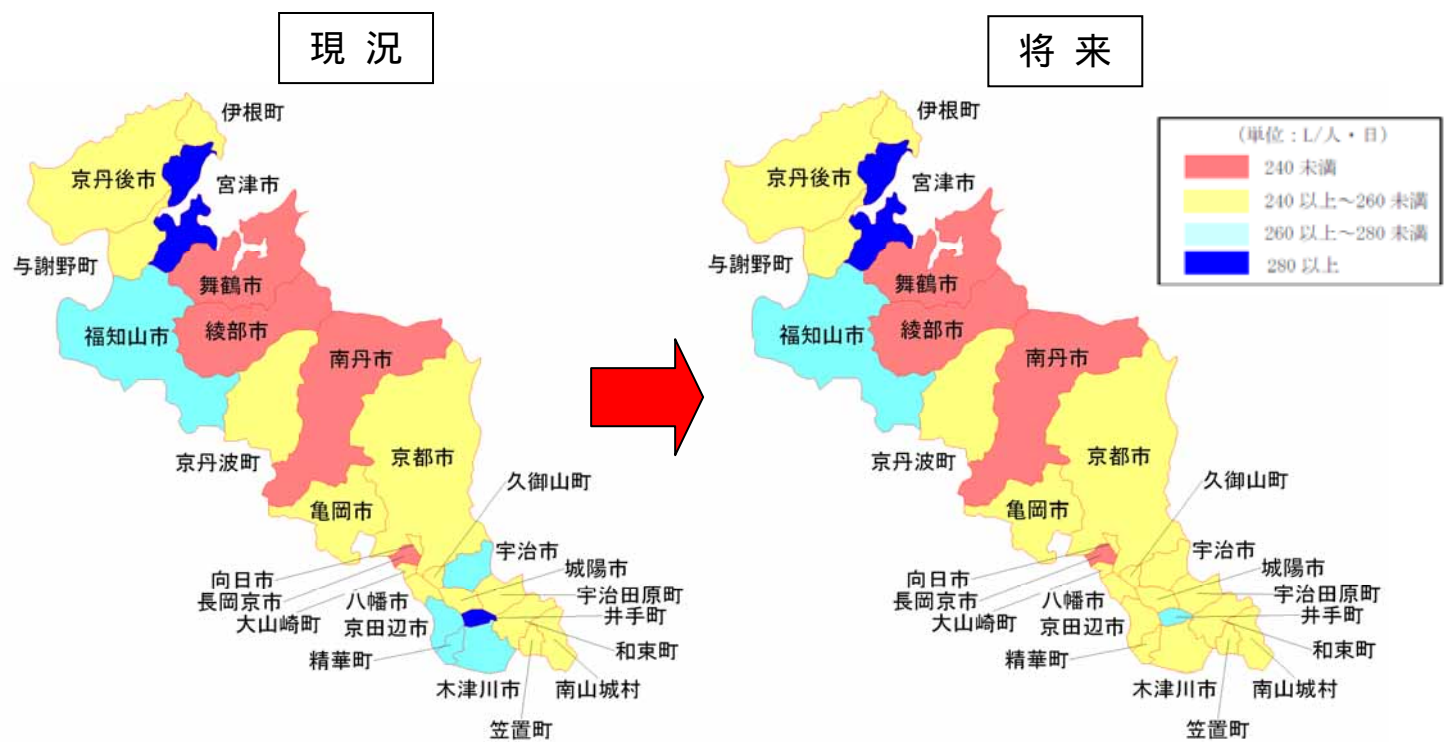 現況
伊根町
京丹後市
宮津市
与謝野町
舞鶴市
福知山市
綾部市
南丹市
京丹波町
京都市
久御山町
亀岡市
宇治市
向日市
城陽市
長岡京市
八幡市
宇治田原町
大山崎町
京田辺市
井手町
精華町
和束町
木津川市
南山城村
笠置町
将来
(単位：L/人・日)
240 未満
240 以上～260 未満
260 以上～280 未満
280 以上
伊根町
京丹後市
宮津市
与謝野町
舞鶴市
福知山市
綾部市
南丹市
京丹波町
京都市
久御山町
亀岡市
宇治市
向日市
城陽市
長岡京市
八幡市
宇治田原町
大山崎町
京田辺市
井手町
精華町
和束町
木津川市
南山城村
笠置町